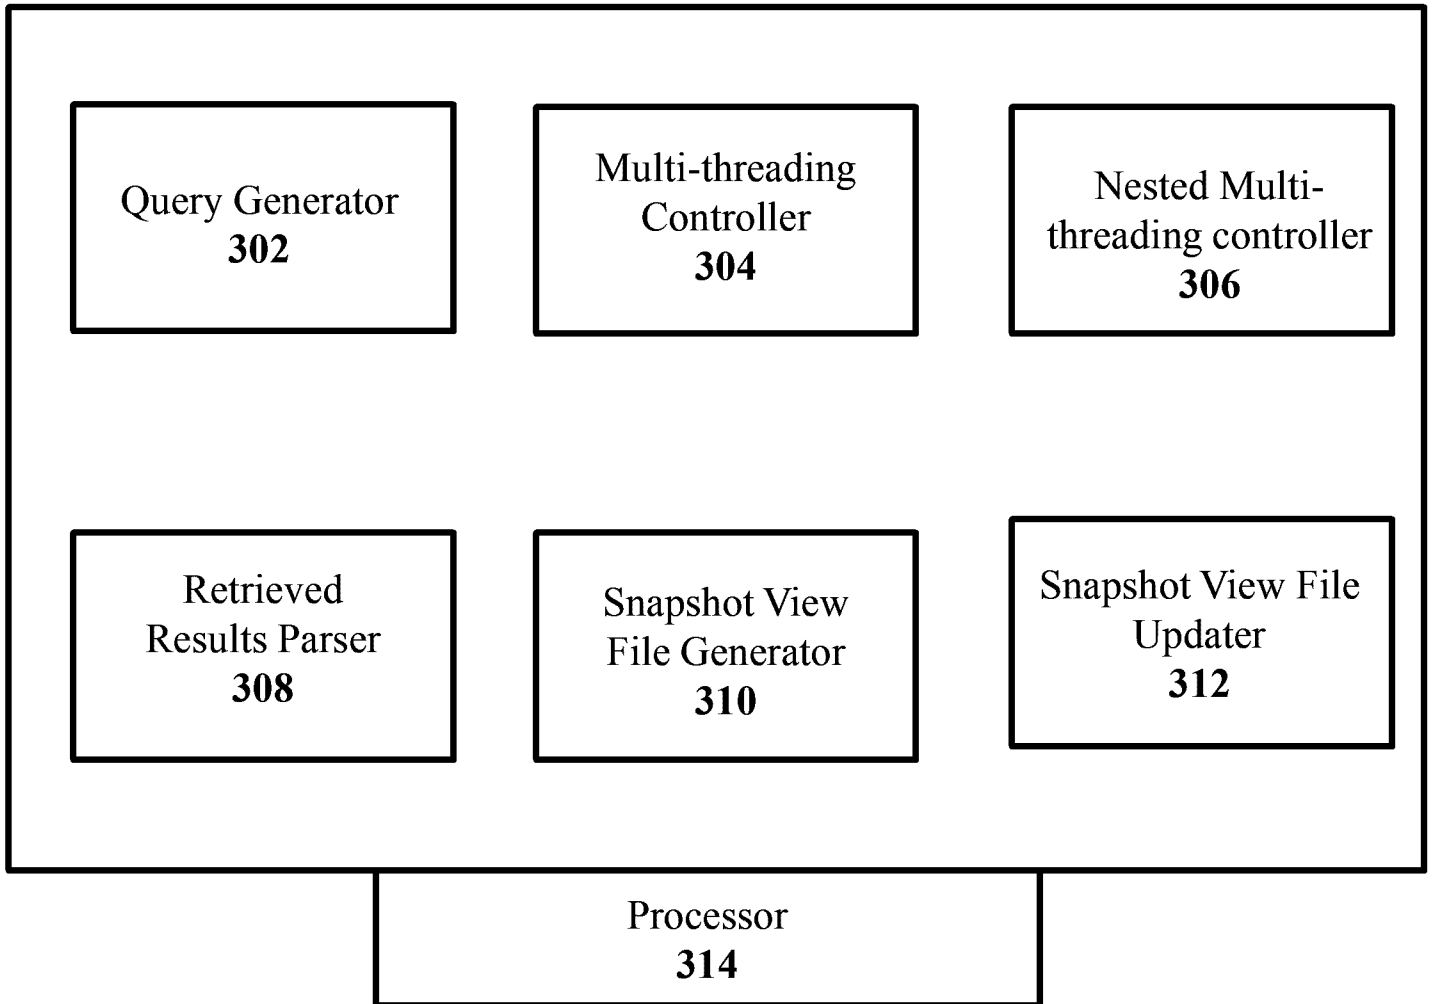 Query Generator
302
Multi-threading
Controller
304
Nested Multi-
threading controller
306
Retrieved
Results Parser
308
Snapshot View
File Generator
310
Snapshot View File
Updater
312
Processor
314